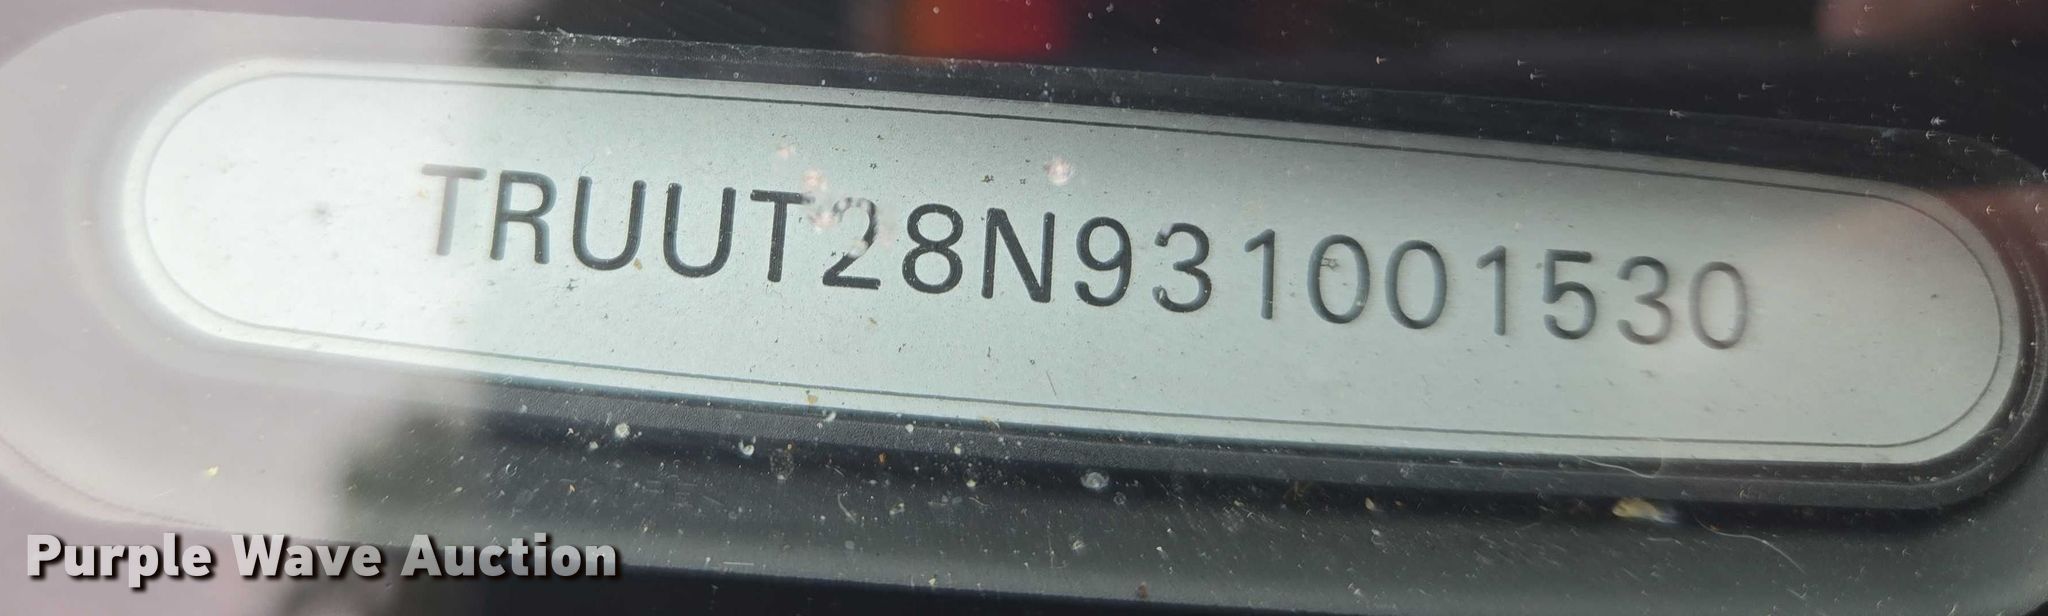 TRUUT28N931001530
Purple Wave Auction